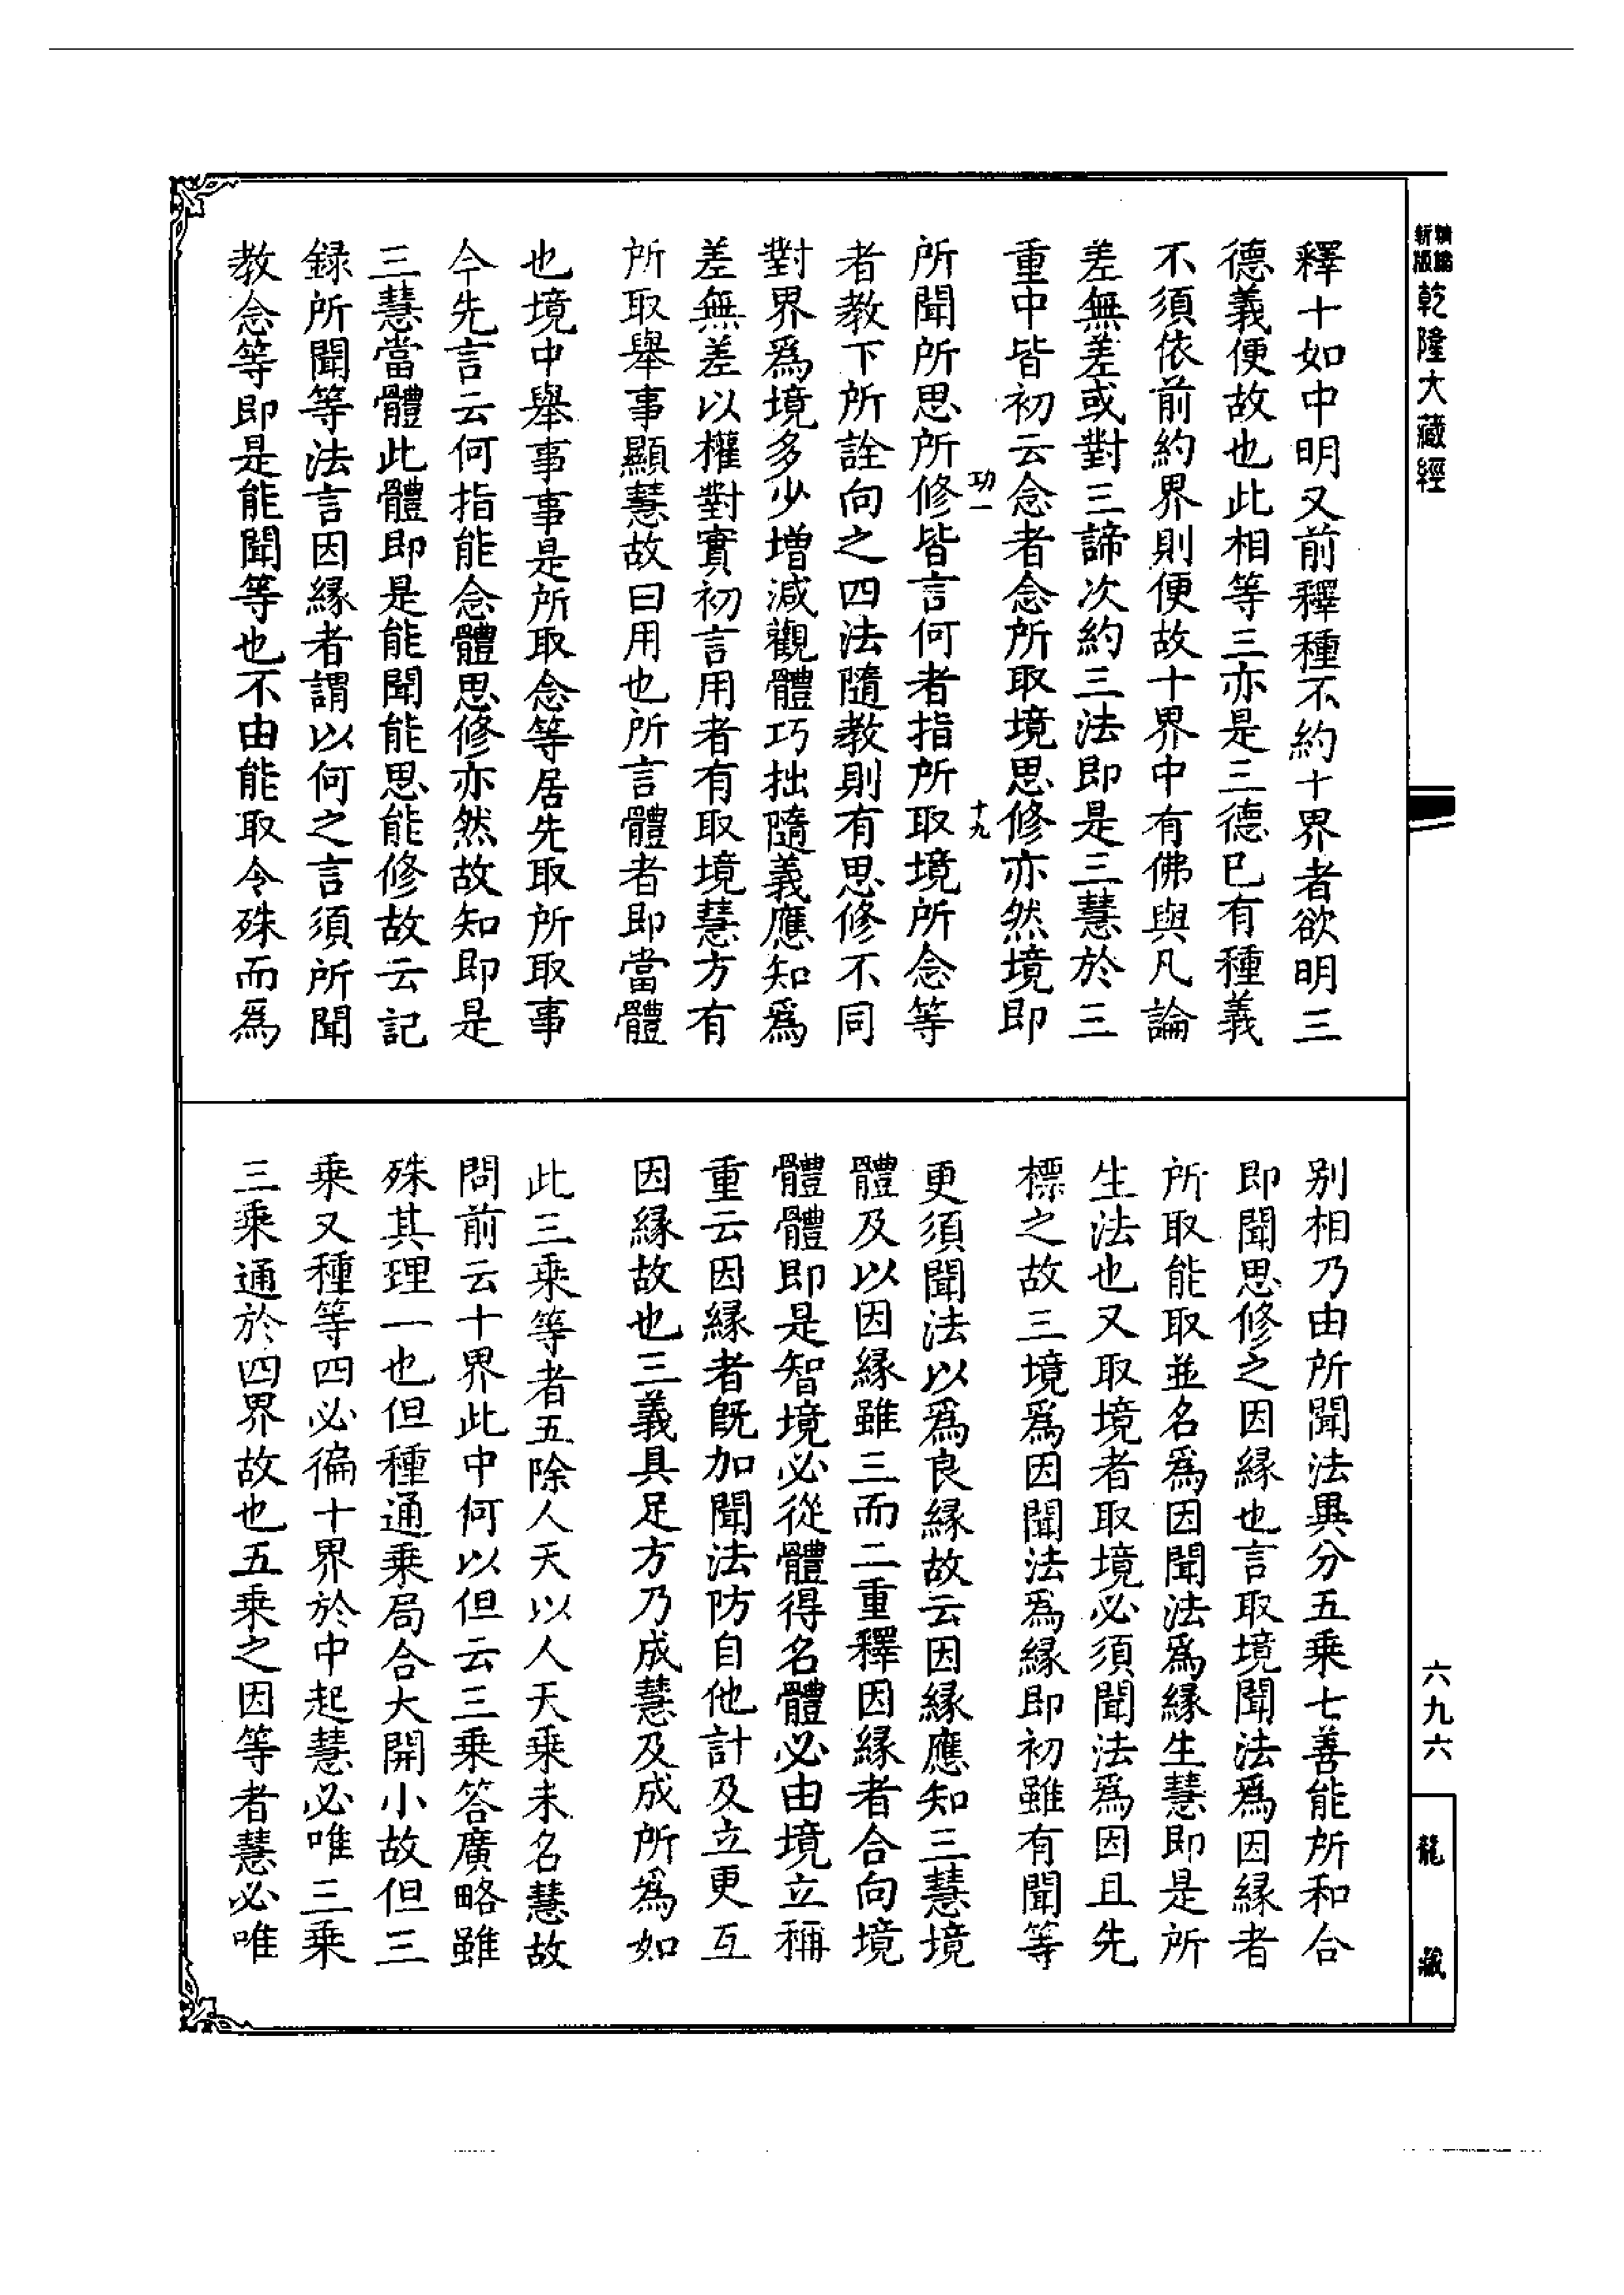 新版
精縮
乾隆大藏經
釋十如中明又前釋種不約十界者欲明三
德義便故也此相等三亦是三德已有種義
不須依前約界則便故十界中有佛與凡論
差無差或對三諦次約三法即是三慧於三
重中皆初云念者念所取境思修亦然境即
功一
十九
所聞所思所修皆言何者指所取境所念等
者教下所詮向之四法隨教則有思修不同
對界爲境多少增減觀體巧拙隨義應知爲
差無差以權對實初言用者有取境慧方有
所取舉事顯慧故曰用也所言體者即當體
也境中舉事事是所取念等居先取所取事
今先言云何指能念體思修亦然故知即是
三慧當體此體即是能聞能思能修故云記
録所聞等法言因緣者謂以何之言須所聞
教念等即是能聞等也不由能取令殊而爲
别相乃由所聞法異分五乘七善能所和合
即聞思修之因緣也言取境聞法爲因緣者
所取能取並名爲因聞法爲緣生慧即是所
生法也又取境者取境必須聞法爲因且先
標之故三境爲因聞法爲緣即初雖有聞等
更須聞法以爲良緣故云因緣應知三慧境
體及以因緣雖三而二重釋因緣者合向境
體體即是智境必從體得名體必由境立稱
重云因緣者旣加聞法防自他計及立更互
因緣故也三義具足方乃成慧及成所爲如
此三乘等者五除人天以人天乘未名慧故
問前云十界此中何以但云三乘答廣略雖
殊其理一也但種通乘局合大開小故但三
乘又種等四必徧十界於中起慧必唯三乘
三乘通於四界故也五乘之因等者慧必唯
六九六
龍藏